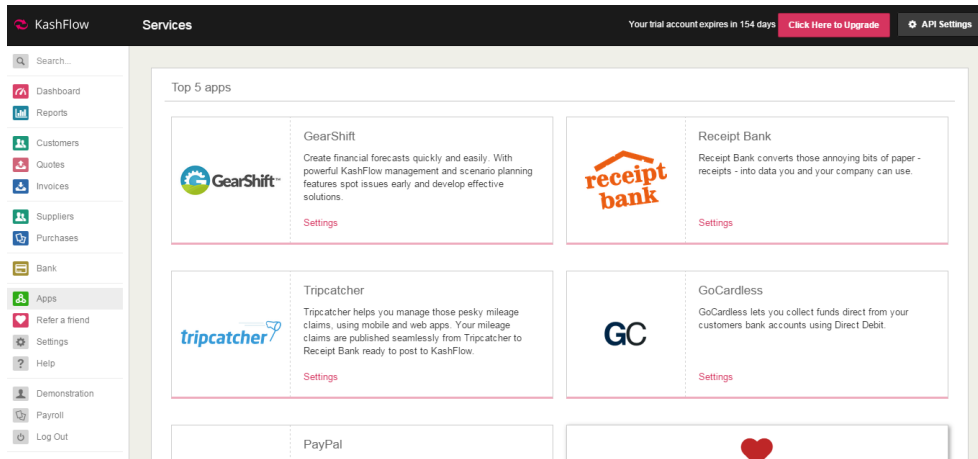 KashFlow
Services
Your trial account expires in 154 days
Click Here to Upgrade
API Settings
Search...
Dashboard
Reports
Customers
Quotes
Invoices
Suppliers
Purchases
Bank
Apps
Refer a friend
Settings
? Help
Demonstration
Payroll
Log Out
Top 5 apps
GearShift™
GearShift
Create financial forecasts quickly and easily. With
powerful KashFlow management and scenario planning
features spot issues early and develop effective
solutions.
Settings
receipt
bank
Receipt Bank
Receipt Bank converts those annoying bits of paper -
receipts - into data you and your company can use.
Settings
tripcatcher
Tripcatcher
Tripcatcher helps you manage those pesky mileage
claims, using mobile and web apps. Your mileage
claims are published seamlessly from Tripcatcher to
Receipt Bank ready to post to KashFlow.
Settings
GC
GoCardless
GoCardless lets you collect funds direct from your
customers bank accounts using Direct Debit.
Settings
PayPal